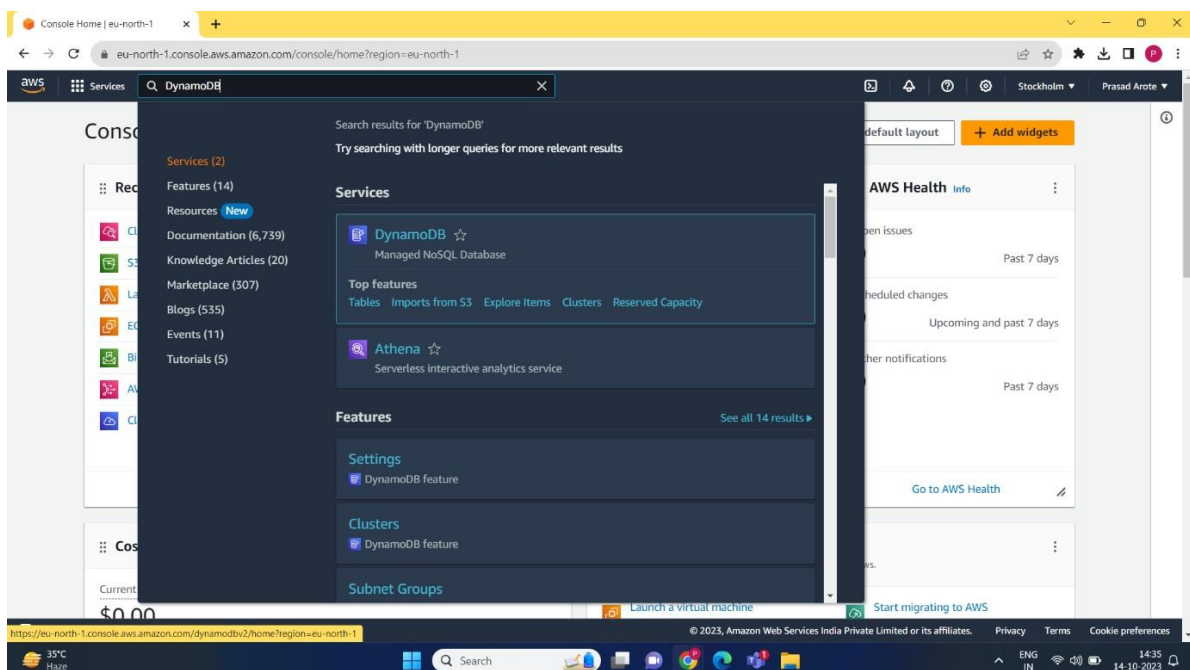 Console Home | eu-north-1
eu-north-1.console.aws.amazon.com/console/home?region=eu-north-1
P
aws
Services
DynamoDB
Stockholm
Prasad Arote
Search results for 'DynamoDB'
Try searching with longer queries for more relevant results
default layout
+ Add widgets
Services (2)
Features (14)
Resources New
Documentation (6,739)
Knowledge Articles (20)
Marketplace (307)
Blogs (535)
Events (11)
Tutorials (5)
Services
DynamoDB
Managed NoSQL Database
Top features
Tables Imports from S3 Explore Items Clusters Reserved Capacity
Athena
Serverless interactive analytics service
Features
See all 14 results
Settings
DynamoDB feature
Clusters
DynamoDB feature
Subnet Groups
AWS Health Info
Past 7 days
Upcoming and past 7 days
notifications
Past 7 days
Go to AWS Health
Current
$0.00
Launch a virtual machine
Start migrating to AWS
https://eu-north-1.console.aws.amazon.com/dynamodbv2/home?region=eu-north-1
© 2023, Amazon Web Services India Private Limited or its affiliates. Privacy Terms Cookie preferences
35°C
Haze
Search
ENG
IN
14:35
14-10-2023